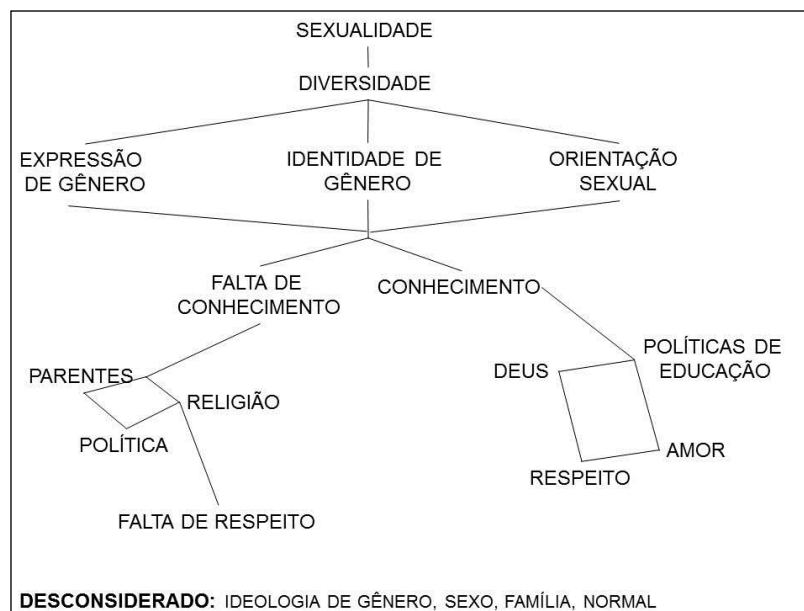 SEXUALIDADE
DIVERSIDADE
EXPRESSÃO
DE GÊNERO
IDENTIDADE DE
GÊNERO
ORIENTAÇÃO
SEXUAL
FALTA DE
CONHECIMENTO
CONHECIMENTO
PARENTES
RELIGIÃO
POLÍTICA
FALTA DE RESPEITO
DEUS
POLÍTICAS DE
EDUCAÇÃO
RESPEITO
AMOR
DESCONSIDERADO: IDEOLOGIA DE GÊNERO, SEXO, FAMÍLIA, NORMAL